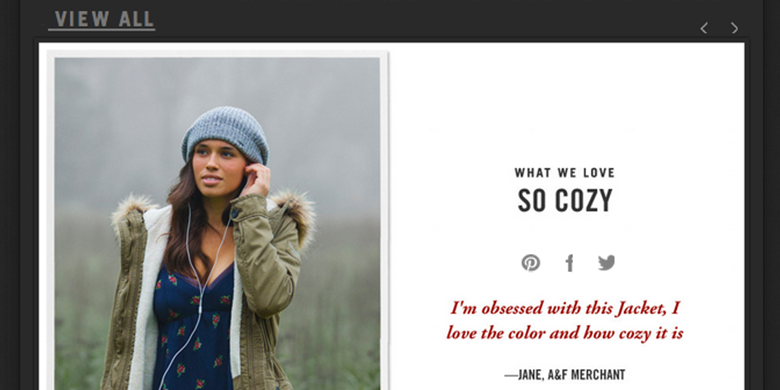 VIEW ALL
WHAT WE LOVE
SO COZY
I'm obsessed with this Jacket, I
love the color and how cozy it is
—JANE, A&F MERCHANT